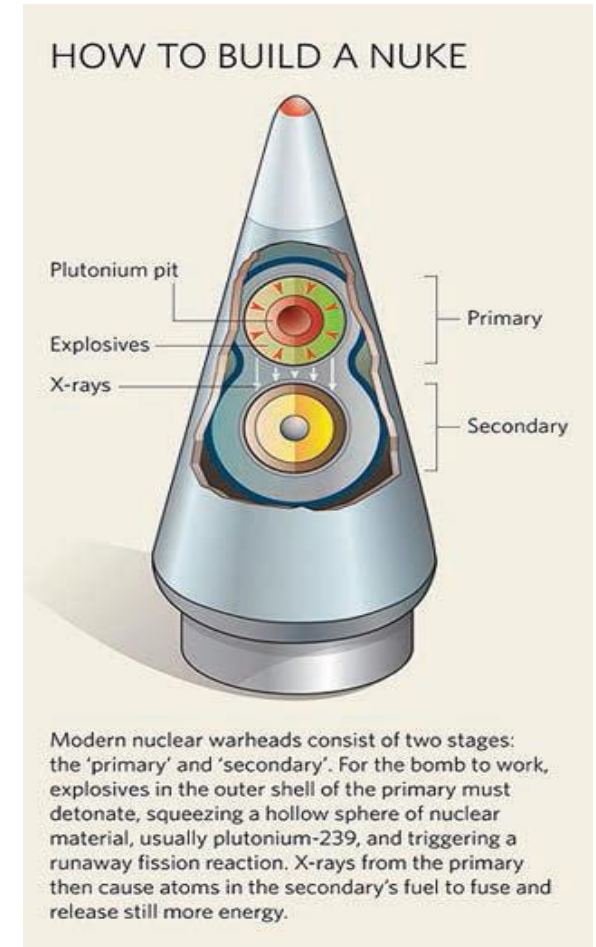 HOW TO BUILD A NUKE
Plutonium pit
Explosives
X-rays
Primary
Secondary
Modern nuclear warheads consist of two stages:
the ‘primary’ and ‘secondary’. For the bomb to work,
explosives in the outer shell of the primary must
detonate, squeezing a hollow sphere of nuclear
material, usually plutonium-239, and triggering a
runaway fission reaction. X-rays from the primary
then cause atoms in the secondary’s fuel to fuse and
release still more energy.